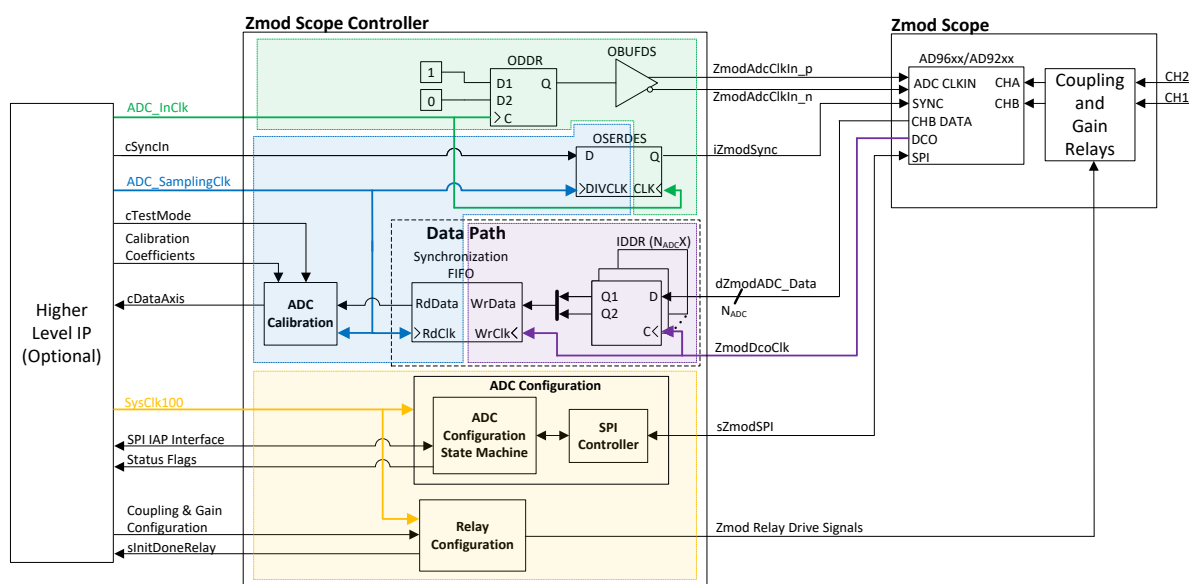 Zmod Scope Controller
Zmod Scope
ODDR
OBUFDS
AD96xx/AD92xx
1
D1
Q
0
D2
>C
ZmodAdcClkIn_p
ZmodAdcClkIn_n
ADC CLKIN
CHA
SYNC
CHB
CHB DATA
DCO
SPI
Coupling
and
Gain
Relays
CH2
CH1
ADC_InClk
cSyncIn
OSERDES
D
Q
>DIVCLK
CLK<
iZmodSync
ADC_SamplingClk
cTestMode
Calibration
Coefficients
cDataAxis
Higher
Level IP
(Optional)
Data Path
Synchronization
FIFO
RdData
WrData
>RdClk
WrClk<
IDDR (NADCX)
Q1
D
Q2
C<
ADC
Calibration
dZmodADC_Data
NADC
ZmodDcoClk
SysClk100
ADC Configuration
ADC
Configuration
State Machine
SPI
Controller
sZmodSPI
SPI IAP Interface
Status Flags
Coupling & Gain
Configuration
sInitDoneRelay
Relay
Configuration
Zmod Relay Drive Signals